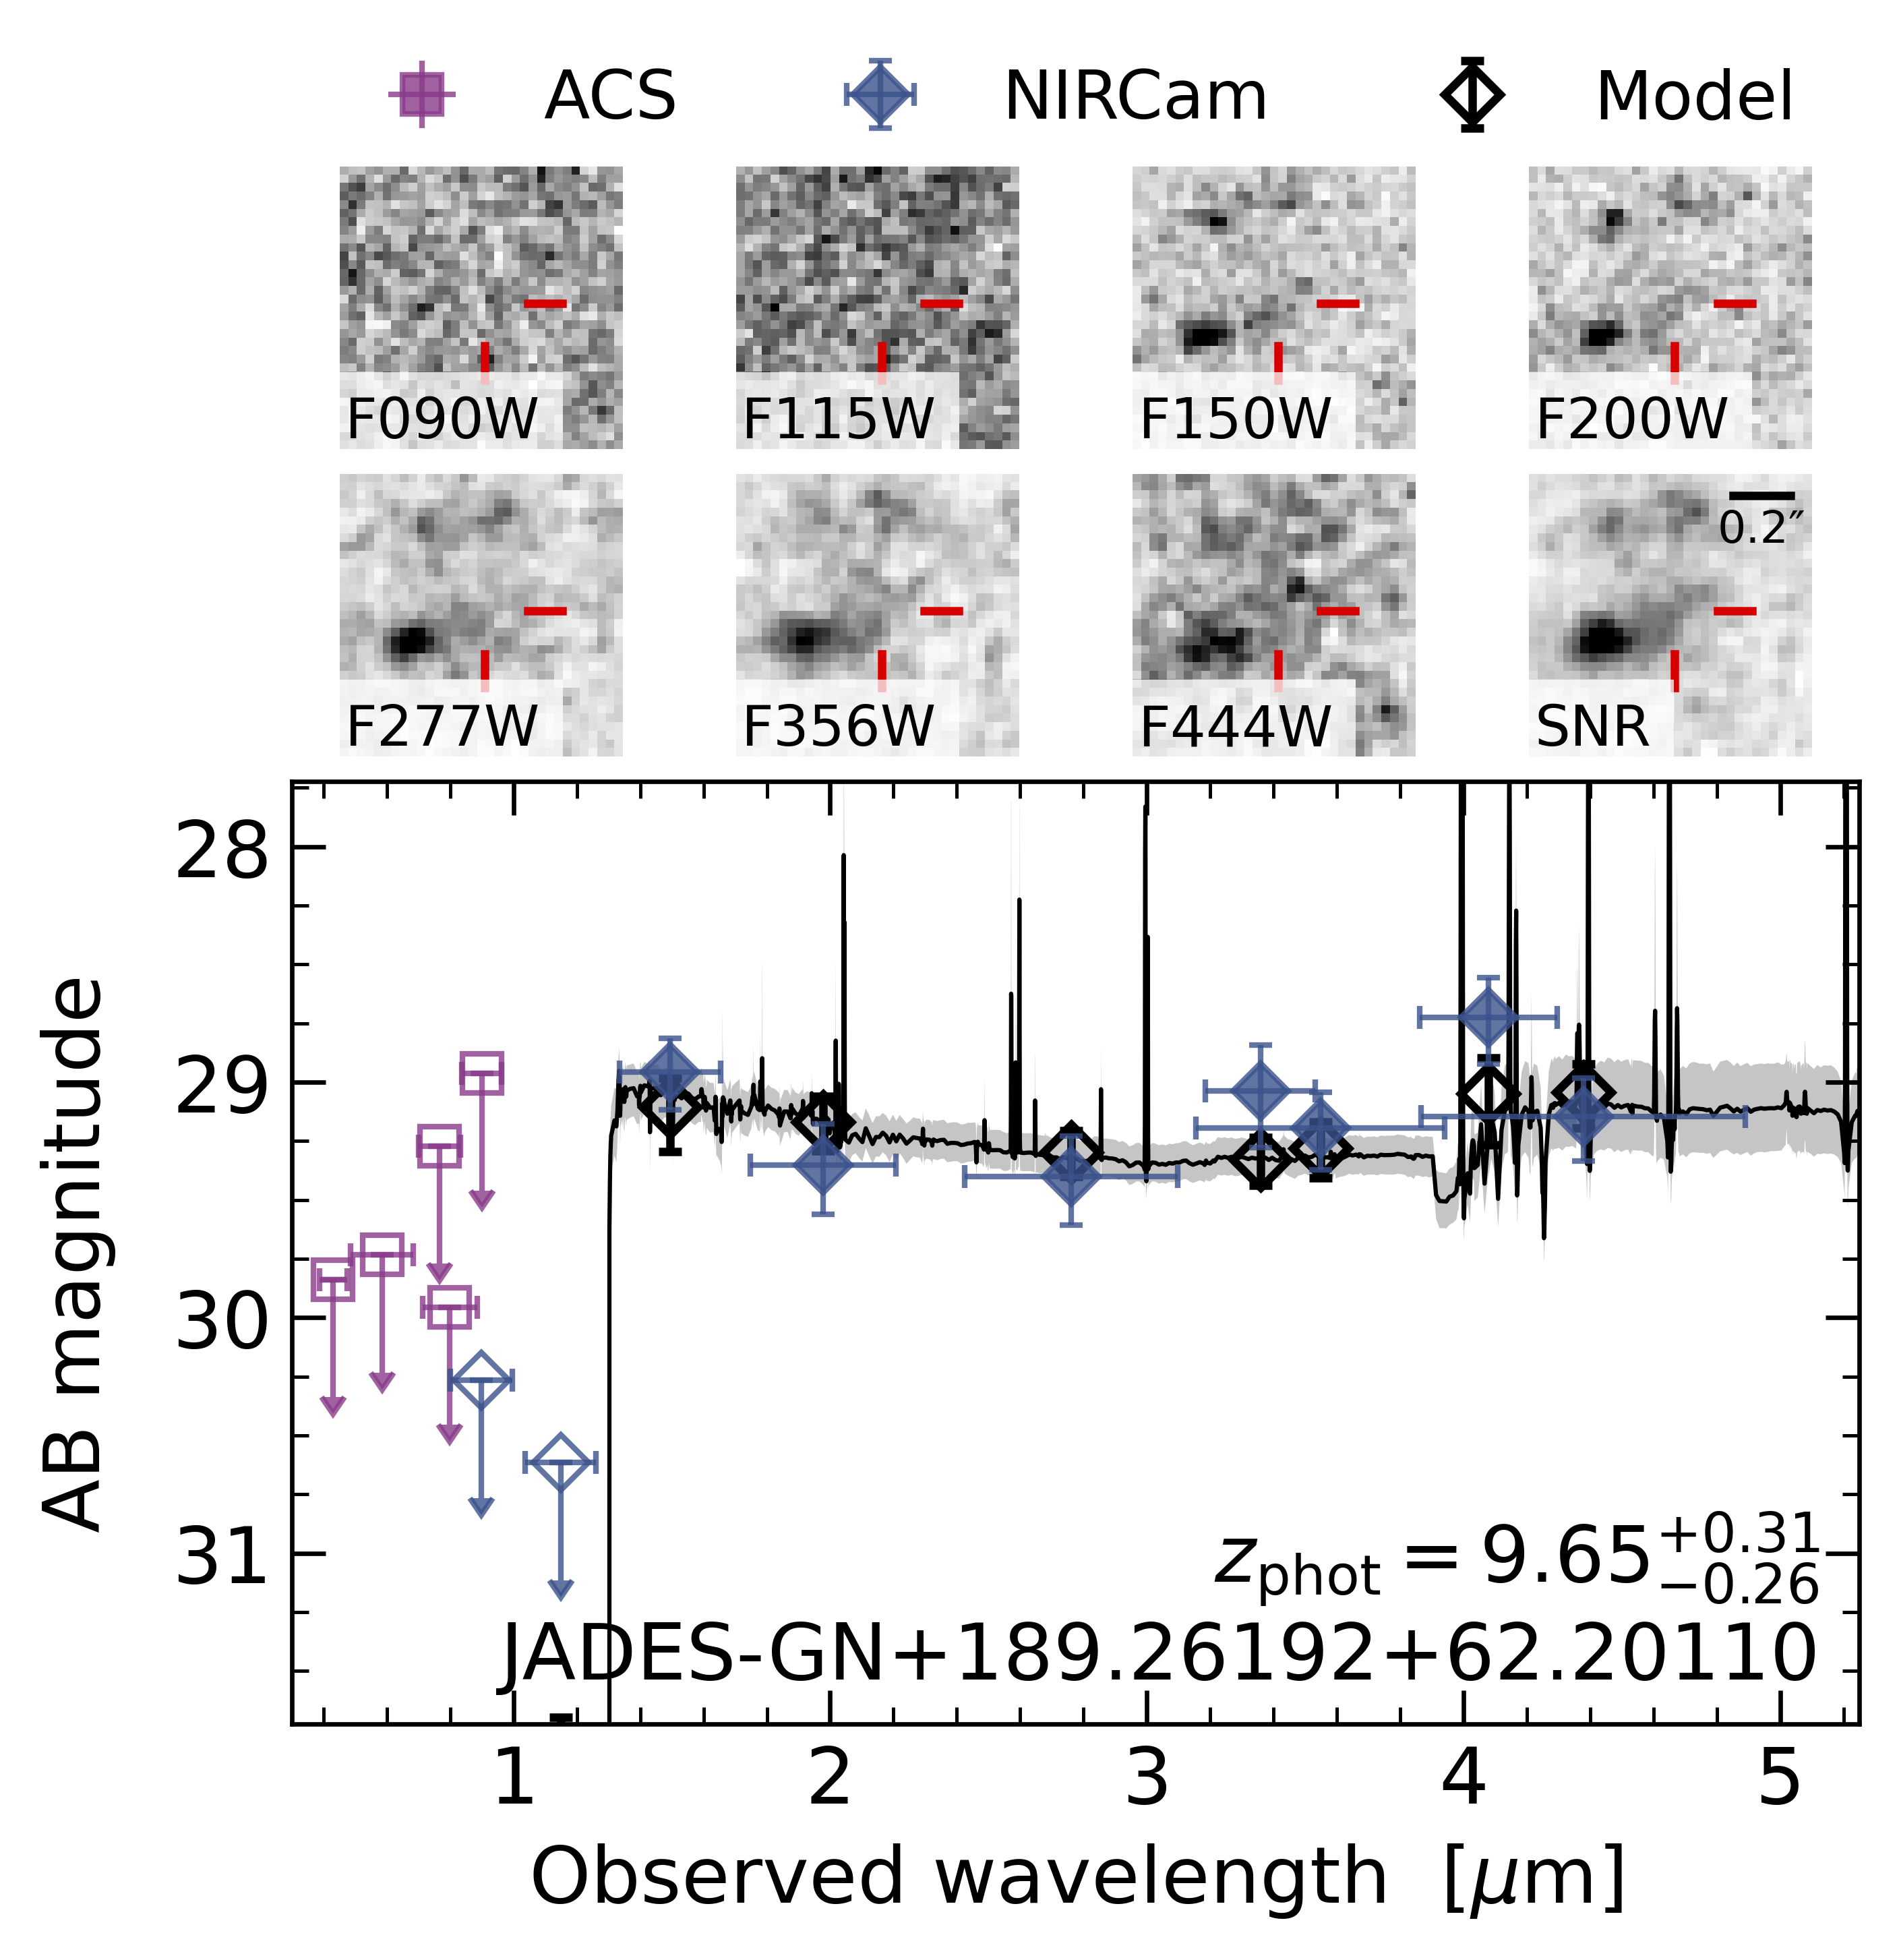 ACS NIRCam Model
F090W F115W F150W F200W
0.2″
F277W F356W F444W SNR
28
29
30
31
AB magnitude
z_phot = 9.65 +0.31 −0.26
JADES-GN+189.26192+62.20110
1 2 3 4 5
Observed wavelength [μm]